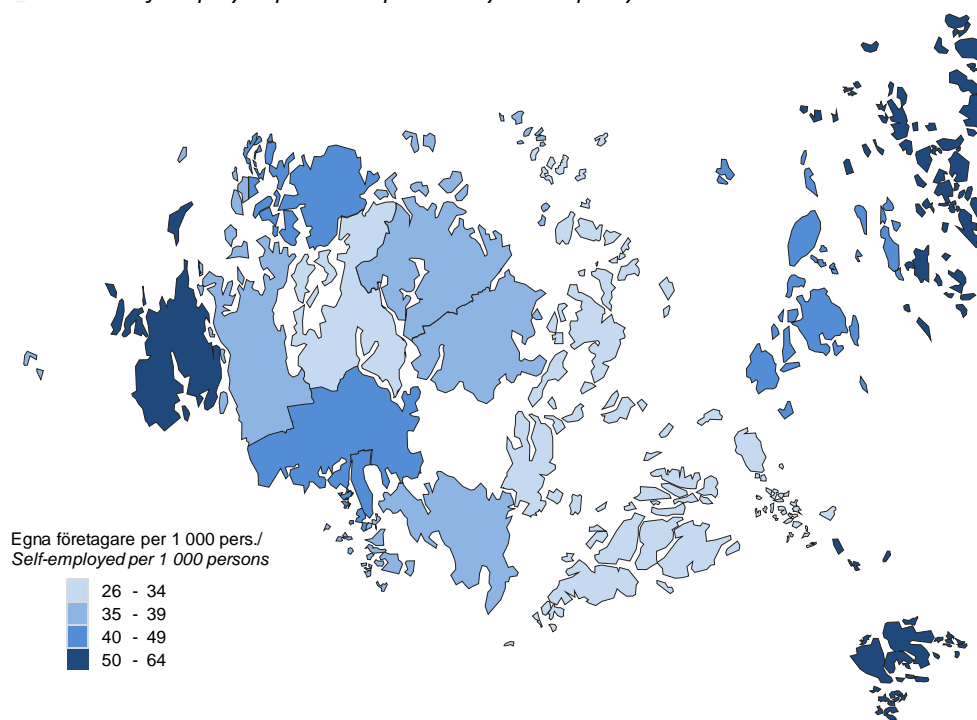 Egna företagare per 1 000 pers./
Self-employed per 1 000 persons
26 - 34
35 - 39
40 - 49
50 - 64